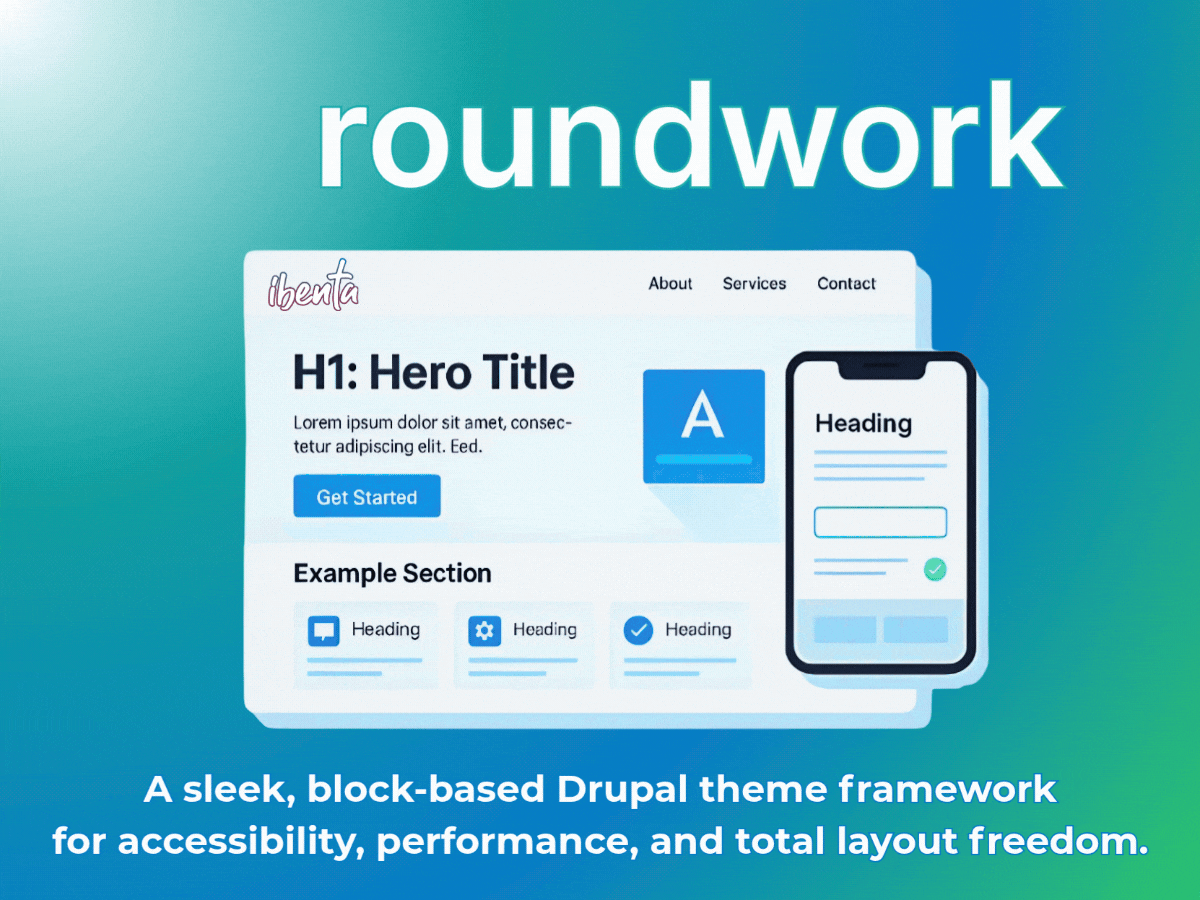 roundwork
ibenta
About Services Contact
H1: Hero Title
Lorem ipsum dolor sit amet, consec-
tetur adipiscing elit. Eed.
Get Started
A
Example Section
Heading Heading Heading
Heading
A sleek, block-based Drupal theme framework
for accessibility, performance, and total layout freedom.